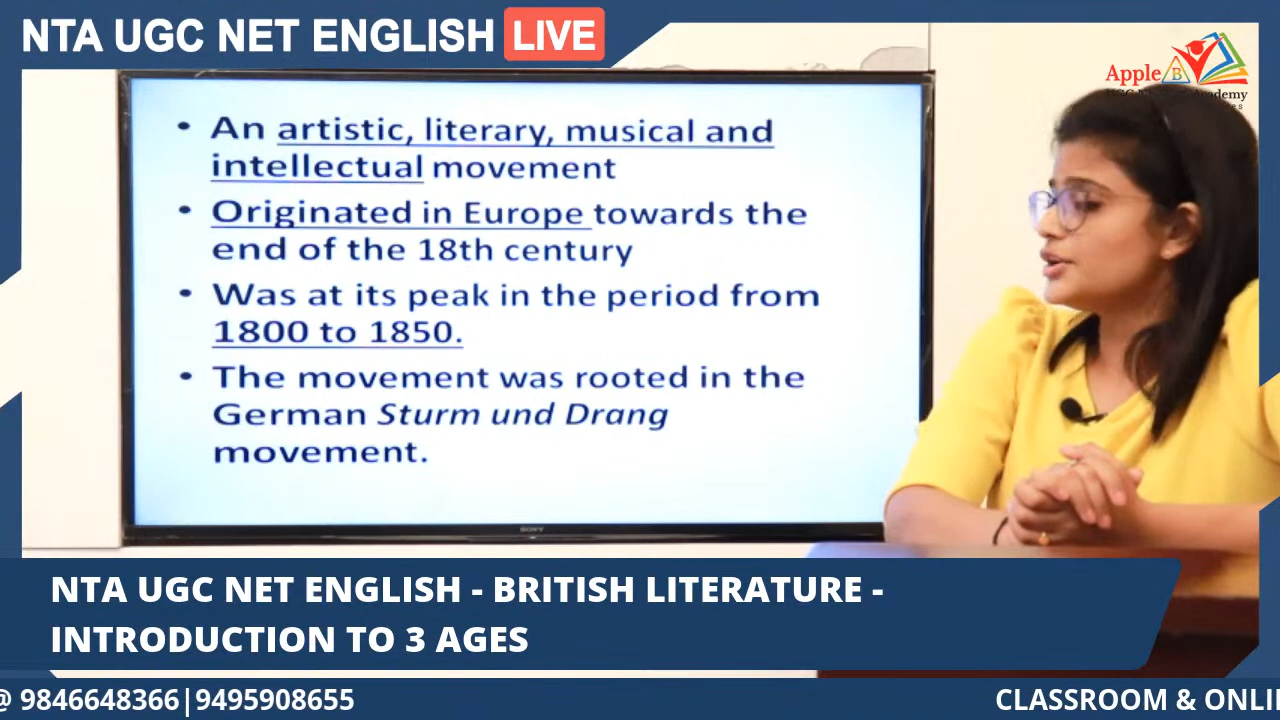 NTA UGC NET ENGLISH LIVE
Apple B
• An artistic, literary, musical and
intellectual movement
• Originated in Europe towards the
end of the 18th century
• Was at its peak in the period from
1800 to 1850.
• The movement was rooted in the
German Sturm und Drang
movement.
SONY
NTA UGC NET ENGLISH - BRITISH LITERATURE -
INTRODUCTION TO 3 AGES
@ 9846648366|9495908655
CLASSROOM & ONLI